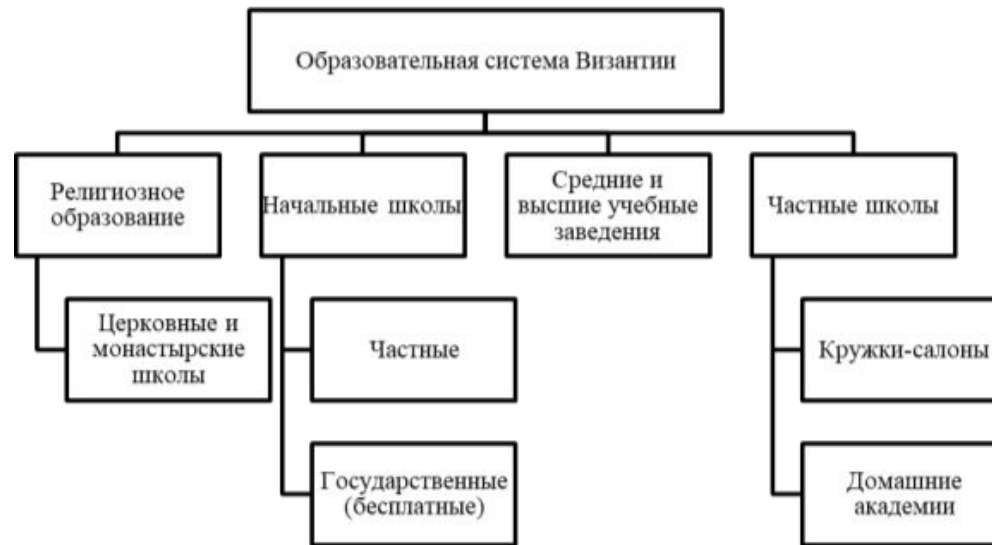 Образовательная система Византии
Религиозное
образование
Начальные школы
Средние и
высшие учебные
заведения
Частные школы
Церковные и
монастырские
школы
Частные
Кружки-салоны
Государственные
(бесплатные)
Домашние
академии